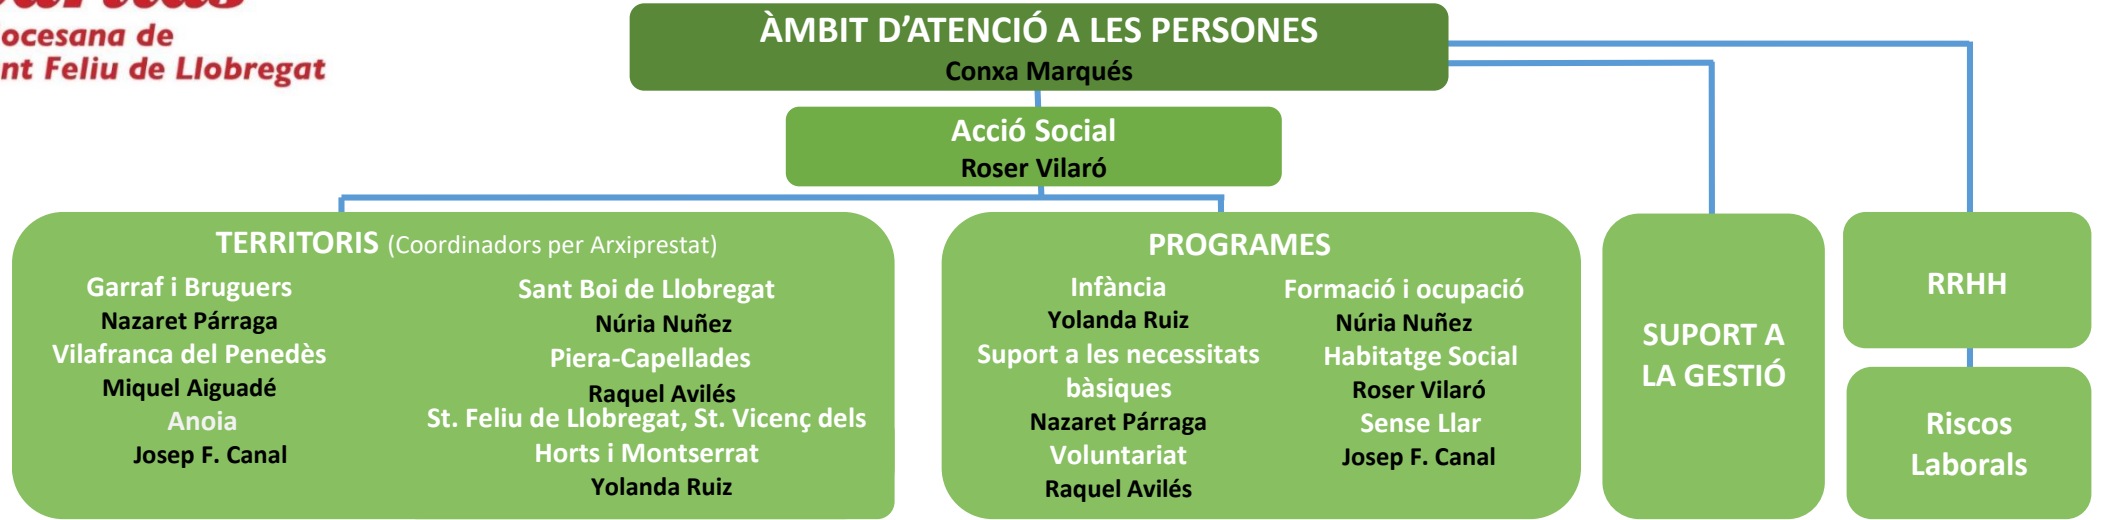 de
Feliu de Llobregat
ÀMBIT D'ATENCIÓ A LES PERSONES
Conxa Marqués
Acció Social
Roser Vilaró
TERRITORIS (Coordinadors per Arxiprestat)
Garraf i Bruguers
Nazaret Párraga
Vilafranca del Penedès
Miquel Aiguadé
Anoia
Josep F. Canal
Sant Boi de Llobregat
Núria Nuñez
Piera-Capellades
Raquel Avilés
St. Feliu de Llobregat, St. Vicenç dels
Horts i Montserrat
Yolanda Ruiz
PROGRAMES
Infància
Yolanda Ruiz
Suport a les necessitats
bàsiques
Nazaret Párraga
Voluntariat
Raquel Avilés
Formació i ocupació
Núria Nuñez
Habitatge Social
Roser Vilaró
Sense Llar
Josep F. Canal
SUPORT A
LA GESTIÓ
RRHH
Riscos
Laborals